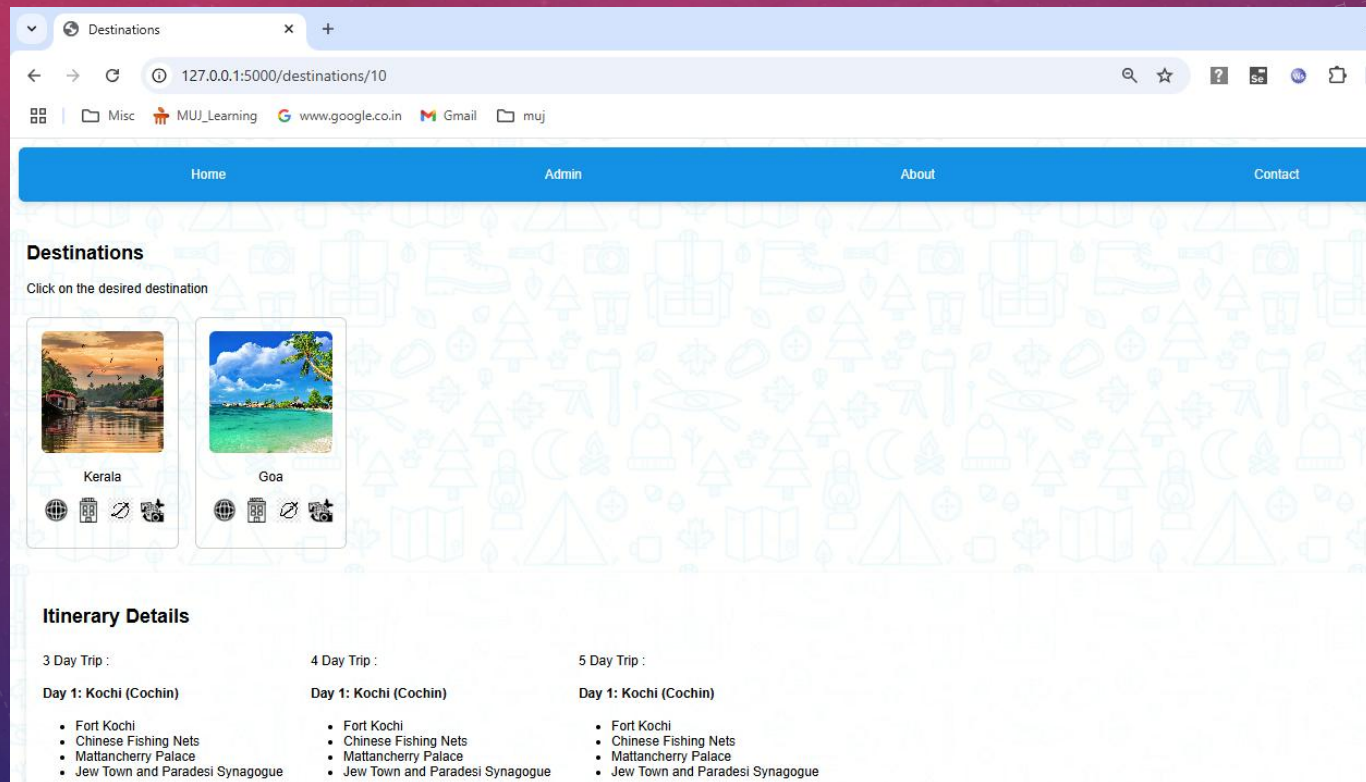 Destinations
127.0.0.1:5000/destinations/10
Misc MUJ_Learning www.google.co.in Gmail muj
Home Admin About Contact
Destinations
Click on the desired destination
Kerala Goa
Itinerary Details
3 Day Trip : 4 Day Trip : 5 Day Trip :
Day 1: Kochi (Cochin) Day 1: Kochi (Cochin) Day 1: Kochi (Cochin)
• Fort Kochi • Fort Kochi • Fort Kochi
• Chinese Fishing Nets • Chinese Fishing Nets • Chinese Fishing Nets
• Mattancherry Palace • Mattancherry Palace • Mattancherry Palace
• Jew Town and Paradesi Synagogue • Jew Town and Paradesi Synagogue • Jew Town and Paradesi Synagogue